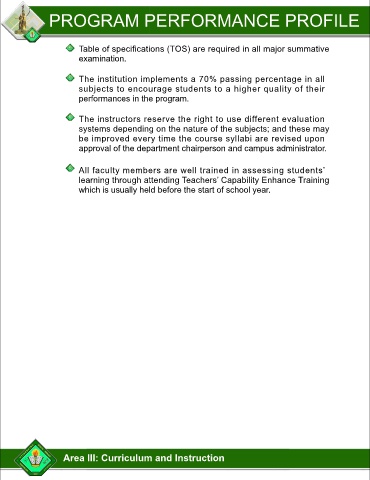 PROGRAM PERFORMANCE PROFILE
Table of specifications (TOS) are required in all major summative
examination.
The institution implements a 70% passing percentage in all
subjects to encourage students to a higher quality of their
performances in the program.
The instructors reserve the right to use different evaluation
systems depending on the nature of the subjects; and these may
be improved every time the course syllabi are revised upon
approval of the department chairperson and campus administrator.
All faculty members are well trained in assessing students'
learning through attending Teachers' Capability Enhance Training
which is usually held before the start of school year.
Area III: Curriculum and Instruction